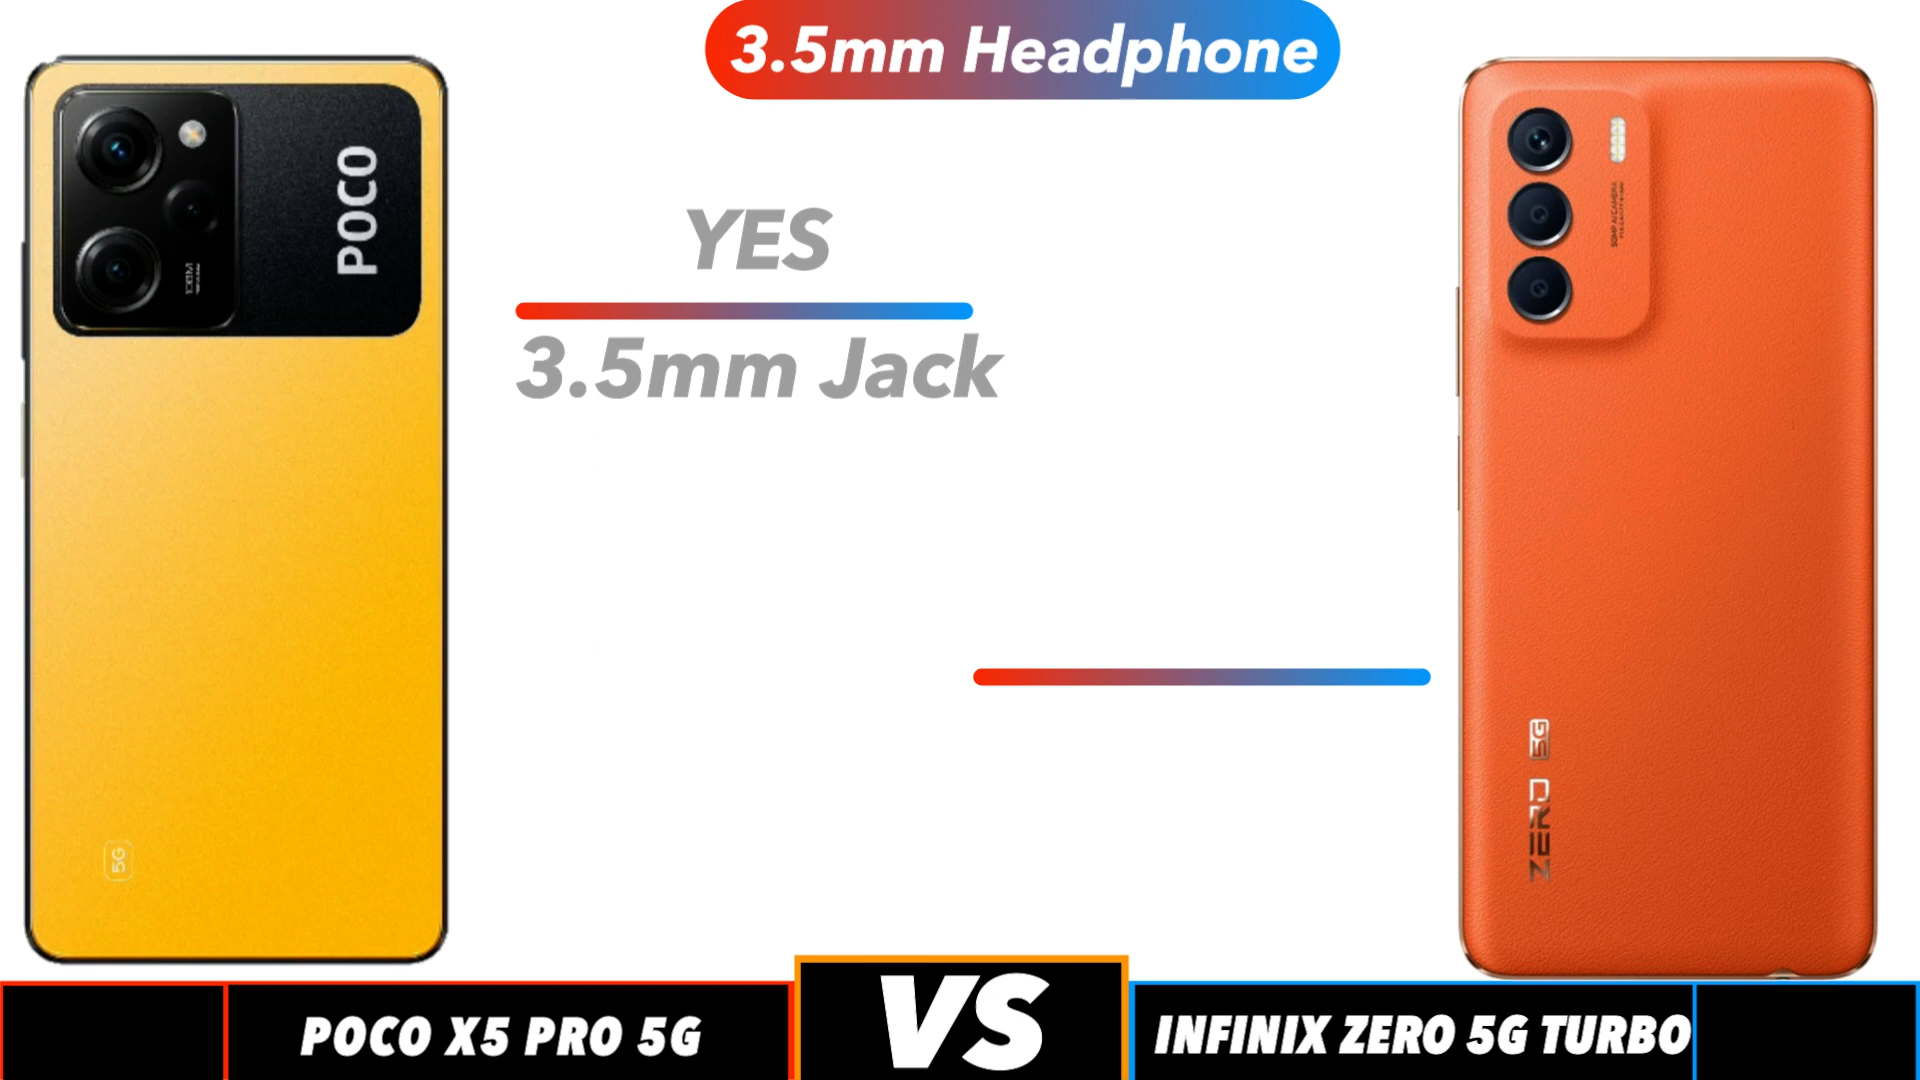 3.5mm Headphone
POCO
YES
3.5mm Jack
5G
ZERO 5G
POCO X5 PRO 5G
VS
INFINIX ZERO 5G TURBO